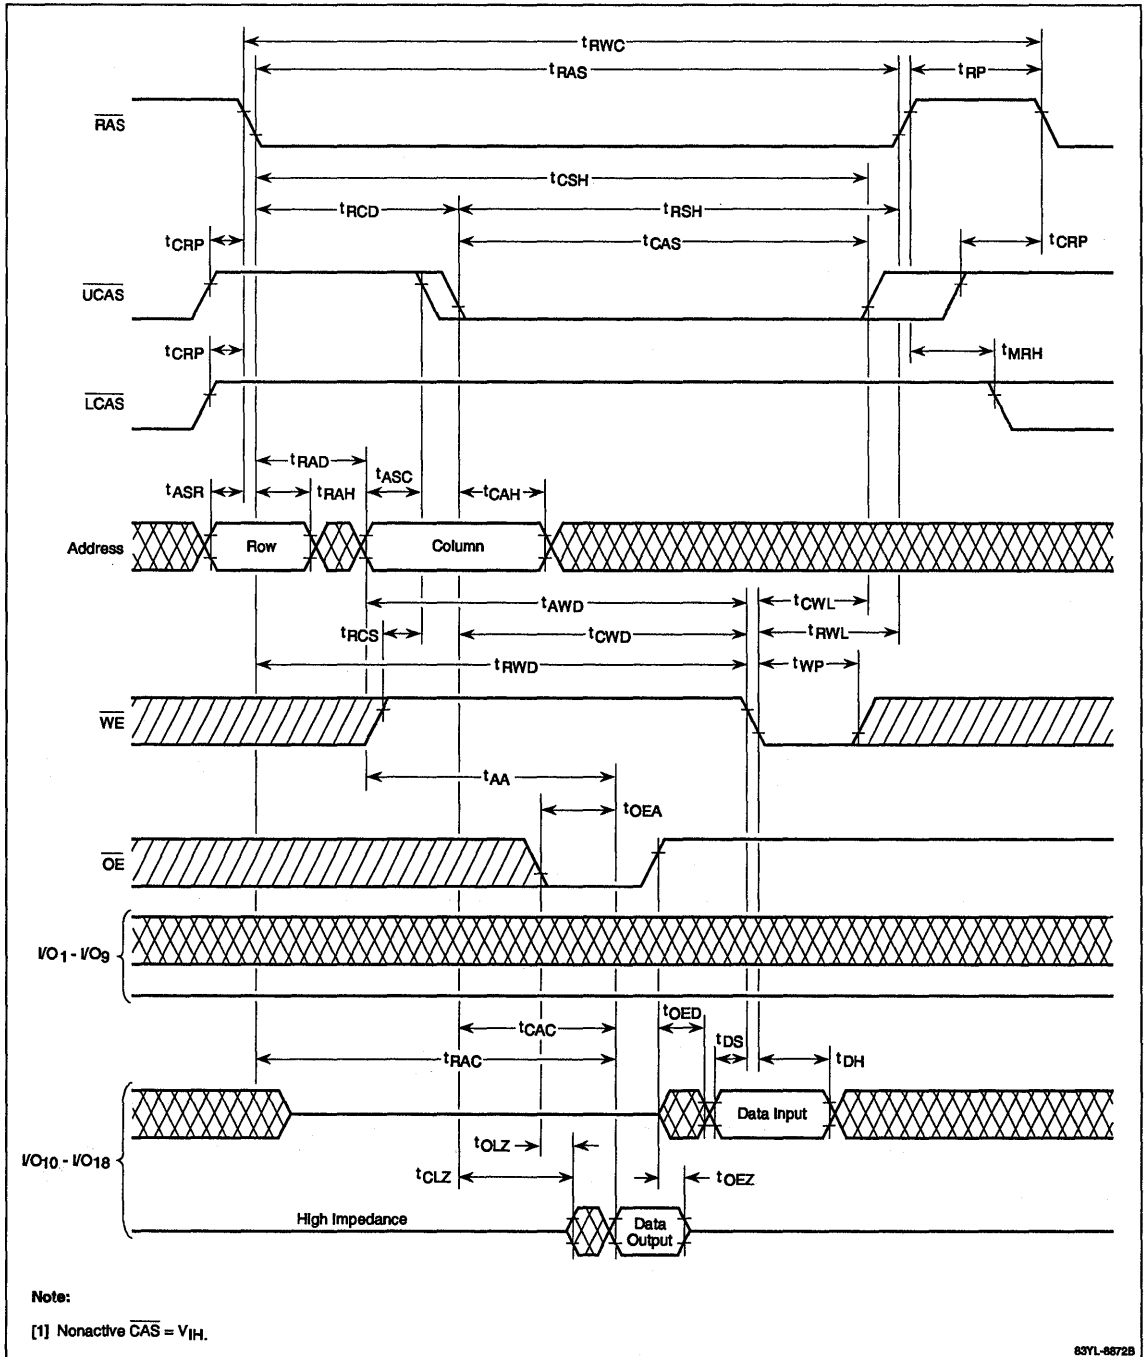 tRWC
tRAS
tRP
RAS
tCSH
tRCD
tRSH
tCRP
tCAS
tCRP
UCAS
tCRP
tMRH
LCAS
tRAD
tASC
tASR
tRAH
tCAH
Address
Row
Column
tAWD
tCWL
tRCS
tCWD
tRWL
tRWD
tWP
WE
tAA
tOEA
OE
I/O1 - I/O9
tCAC
tOED
tDS
tRAC
tDH
Data Input
tOLZ
I/O10 - I/O18
tCLZ
tOEZ
High Impedance
Data
Output
Note:
[1] Nonactive CAS = VIH.
83YL-8872B